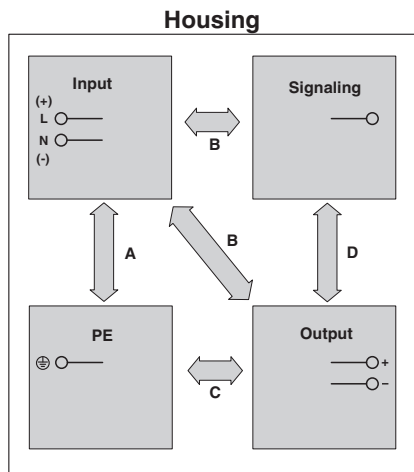 Housing
Input
(+)
L
N
(-)
Signaling
B
A
B
D
PE
Output
+
–
C